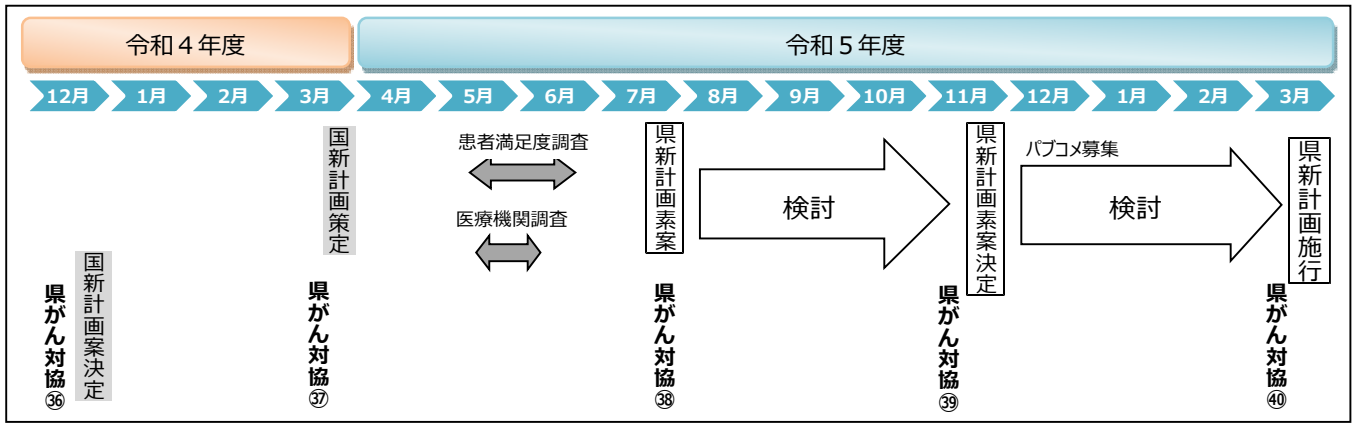 令和４年度
令和５年度
12月
1月
2月
3月
4月
5月
6月
7月
8月
9月
10月
11月
12月
1月
2月
3月
国新計画策定
患者満足度調査
医療機関調査
県新計画素案
検討
県新計画素案決定
パブコメ募集
検討
県新計画施行
県がん対協㊱
国新計画案決定
県がん対協㊲
県がん対協㊳
県がん対協㊴
県がん対協㊵